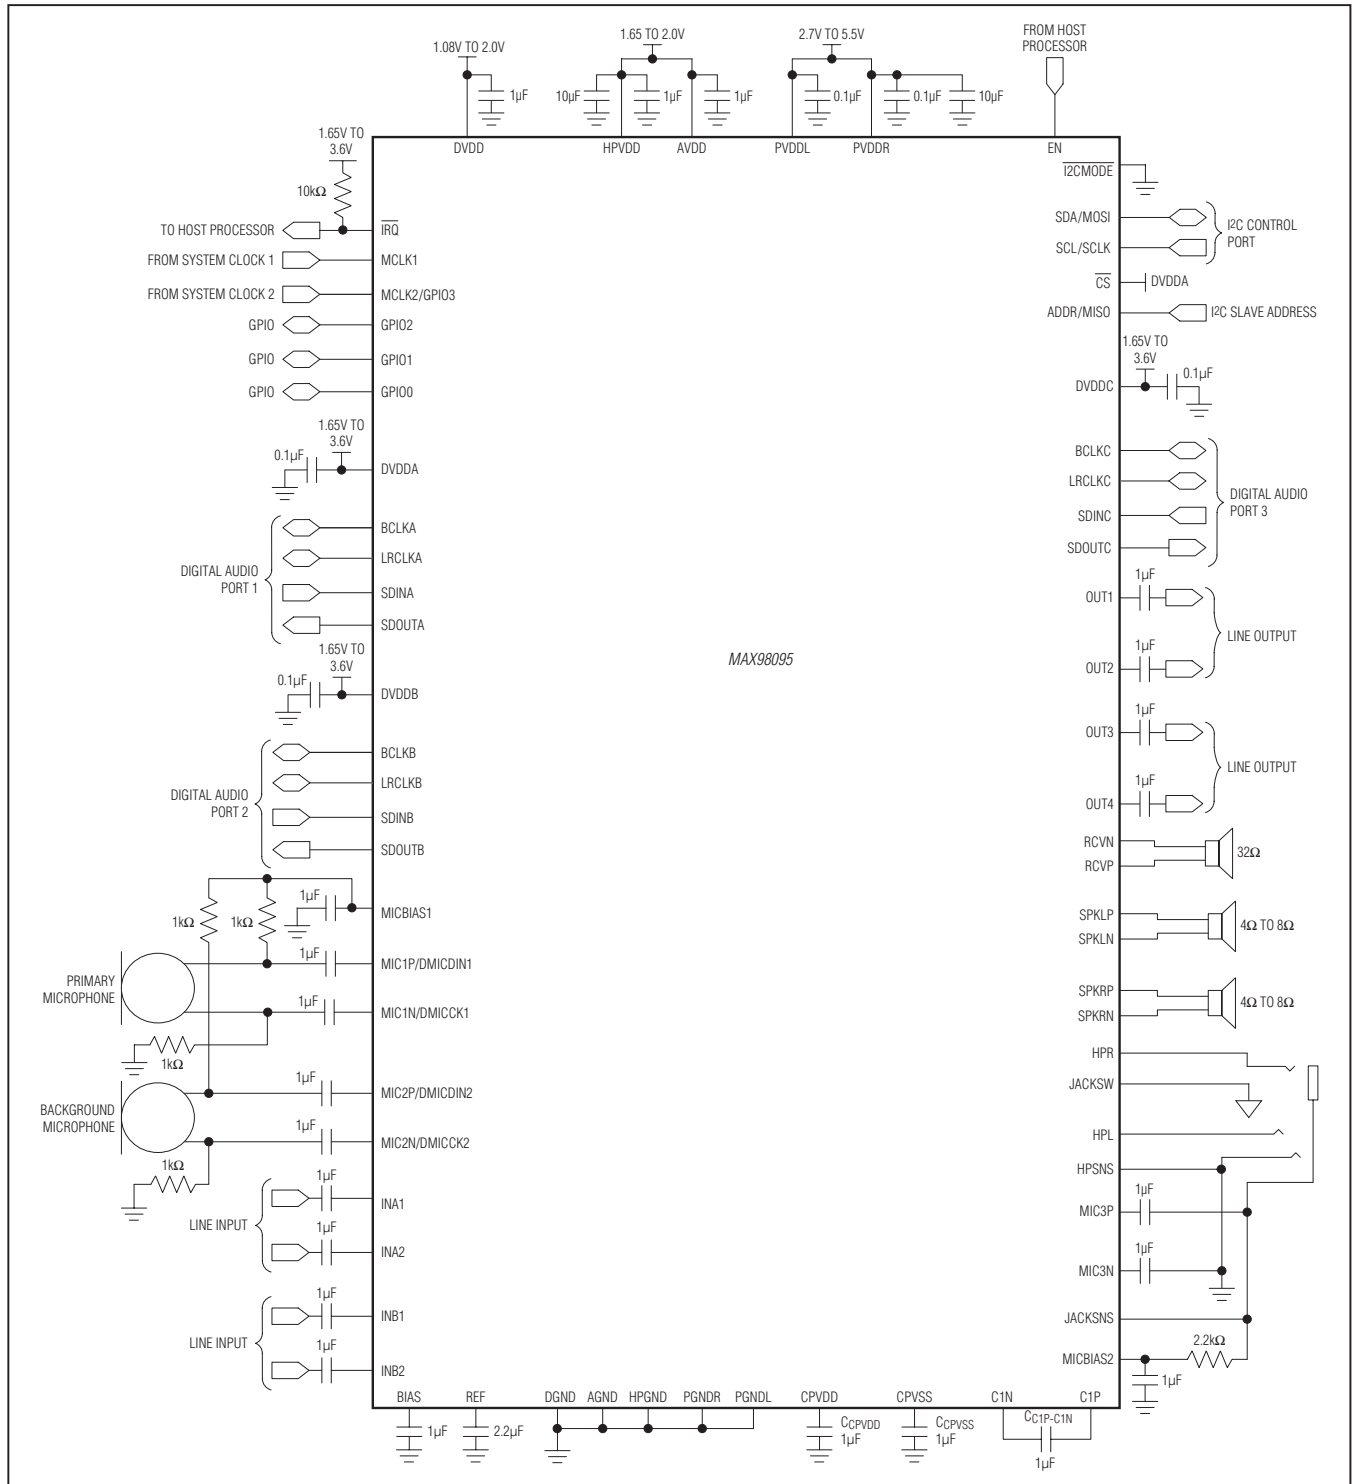 FROM HOST
PROCESSOR
1.08V TO 2.0V
1.65 TO 2.0V
2.7V TO 5.5V
1µF
10µF
1µF
1µF
0.1µF
0.1µF
10µF
DVDD
HPVDD
AVDD
PVDDL
PVDDR
EN
1.65V TO
3.6V
10kΩ
TO HOST PROCESSOR
IRQ
FROM SYSTEM CLOCK 1
MCLK1
FROM SYSTEM CLOCK 2
MCLK2/GPIO3
GPIO
GPIO2
GPIO
GPIO1
GPIO
GPIO0
1.65V TO
3.6V
0.1µF
DVDDA
DIGITAL AUDIO
PORT 1
BCLKA
LRCLKA
SDINA
SDOUTA
1.65V TO
3.6V
0.1µF
DVDDB
DIGITAL AUDIO
PORT 2
BCLKB
LRCLKB
SDINB
SDOUTB
1µF
MICBIAS1
1kΩ
1kΩ
PRIMARY
MICROPHONE
1µF
MIC1P/DMICDIN1
1µF
MIC1N/DMICCK1
1kΩ
BACKGROUND
MICROPHONE
1µF
MIC2P/DMICDIN2
1µF
MIC2N/DMICCK2
1kΩ
LINE INPUT
1µF
INA1
1µF
INA2
LINE INPUT
1µF
INB1
1µF
INB2
MAX98095
I2CMODE
SDA/MOSI
SCL/SCLK
I²C CONTROL
PORT
CS
DVDDA
ADDR/MISO
I²C SLAVE ADDRESS
1.65V TO
3.6V
DVDDC
0.1µF
BCLKC
LRCLKC
SDINC
SDOUTC
DIGITAL AUDIO
PORT 3
1µF
OUT1
1µF
OUT2
LINE OUTPUT
1µF
OUT3
1µF
OUT4
LINE OUTPUT
RCVN
RCVP
32Ω
SPKLP
SPKLN
4Ω TO 8Ω
SPKRP
SPKRN
4Ω TO 8Ω
HPR
JACKSW
HPL
HPSNS
1µF
MIC3P
1µF
MIC3N
JACKSNS
2.2kΩ
MICBIAS2
1µF
BIAS
REF
DGND
AGND
HPGND
PGNDR
PGNDL
CPVDD
CPVSS
C1N
C1P
1µF
2.2µF
CCPVDD
1µF
CCPVSS
1µF
CC1P-C1N
1µF